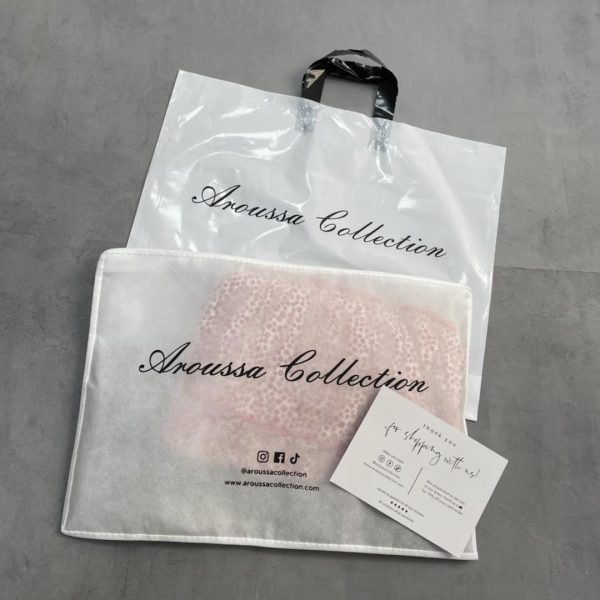 Aroussa Collection
Aroussa Collection
@aroussacollection
www.aroussacollection.com
thank you
for shopping with us!